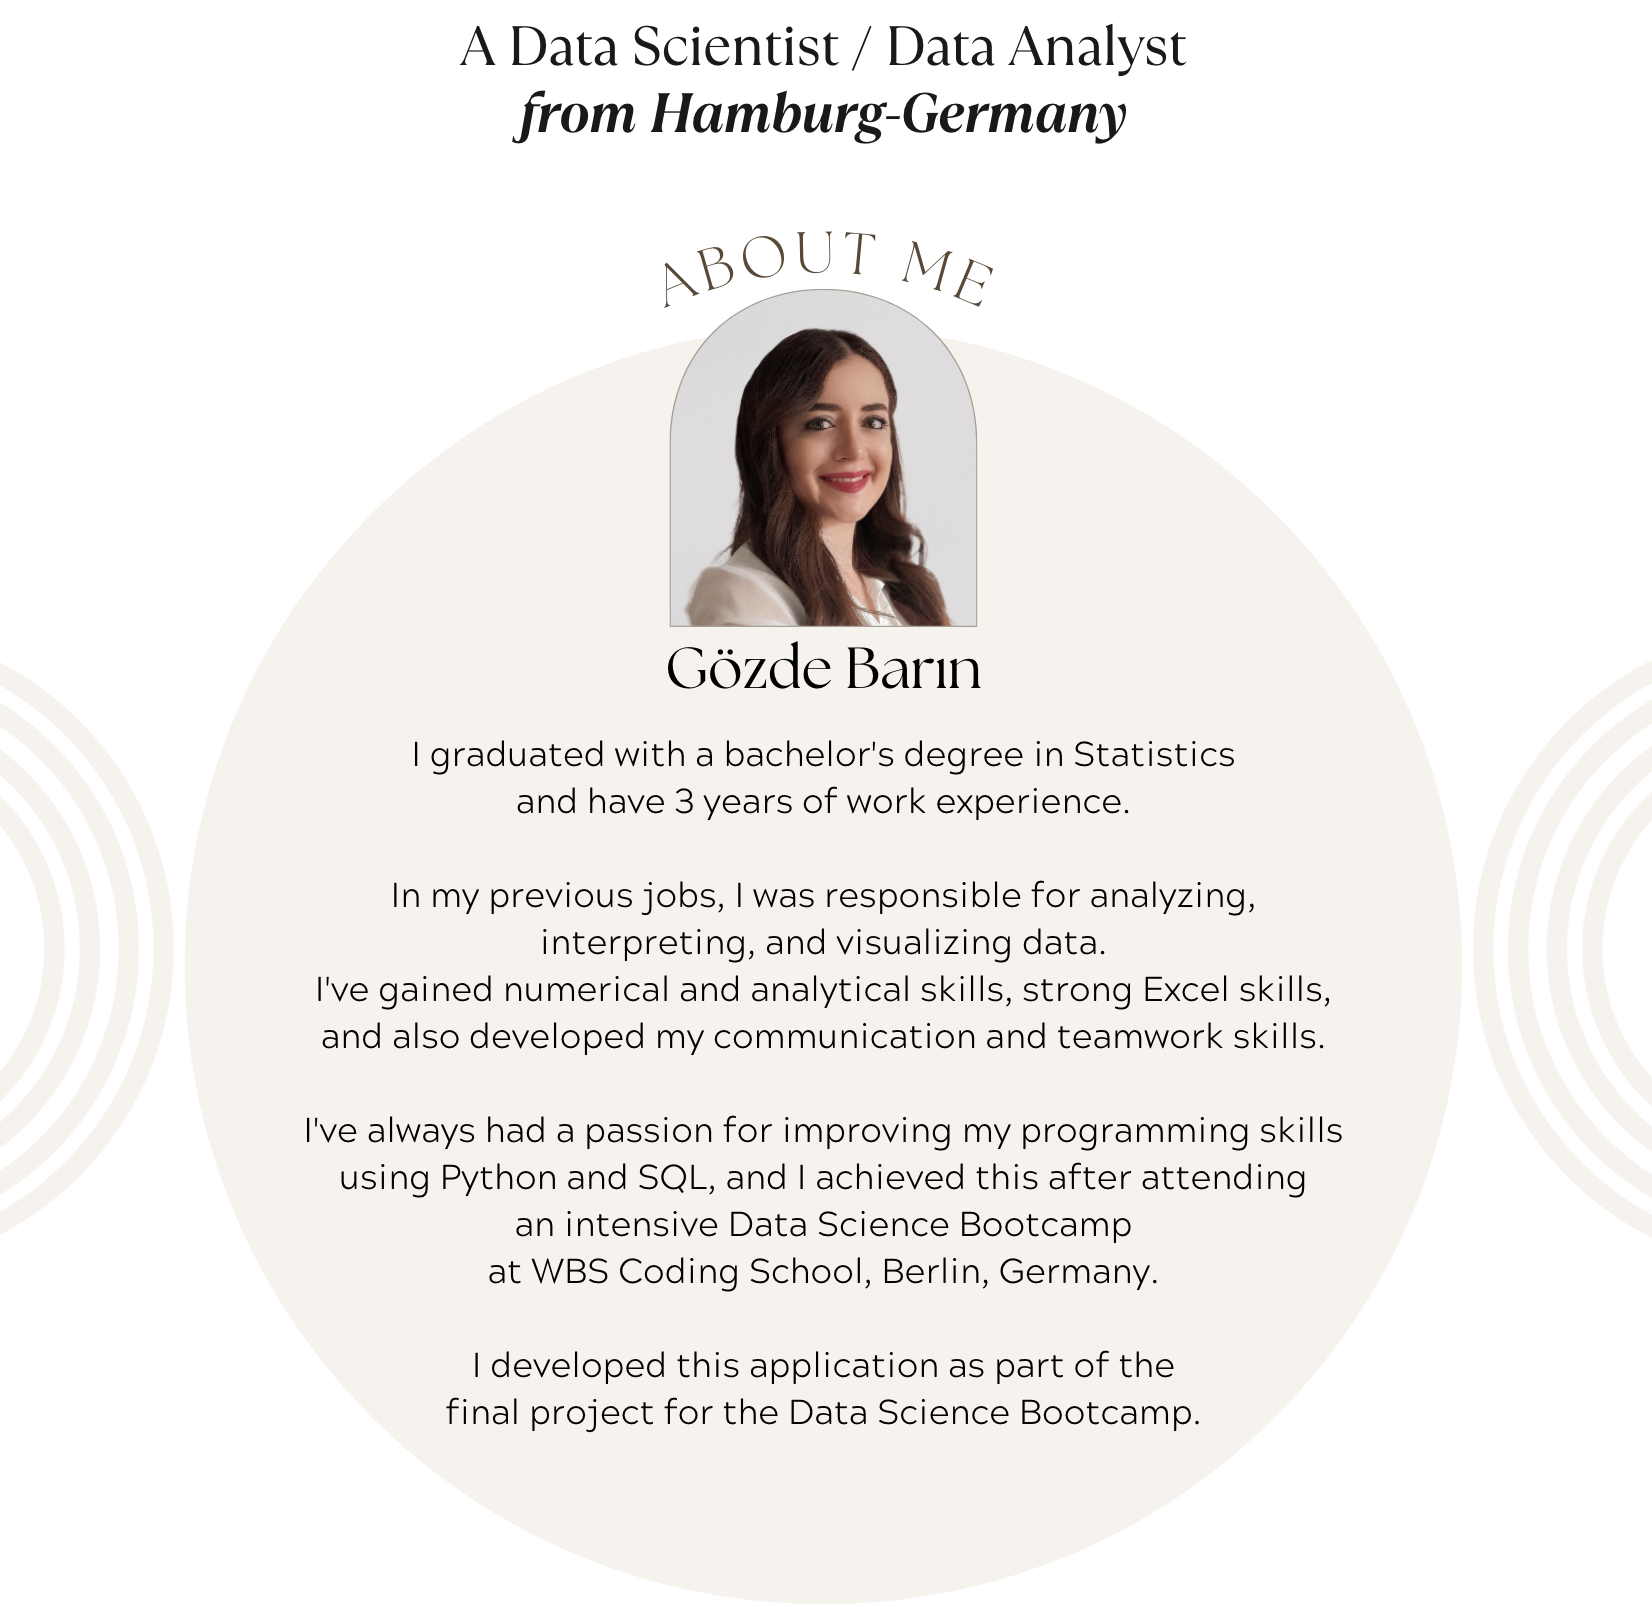 A Data Scientist / Data Analyst
from Hamburg-Germany
ABOUT ME
Gözde Barın
I graduated with a bachelor's degree in Statistics
and have 3 years of work experience.
In my previous jobs, I was responsible for analyzing,
interpreting, and visualizing data.
I've gained numerical and analytical skills, strong Excel skills,
and also developed my communication and teamwork skills.
I've always had a passion for improving my programming skills
using Python and SQL, and I achieved this after attending
an intensive Data Science Bootcamp
at WBS Coding School, Berlin, Germany.
I developed this application as part of the
final project for the Data Science Bootcamp.